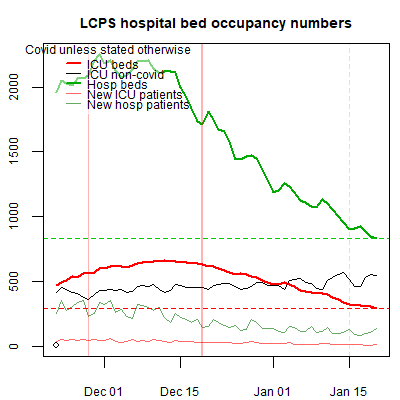 LCPS hospital bed occupancy numbers
Covid unless stated otherwise
ICU beds
ICU non-covid
Hosp beds
New ICU patients
New hosp patients
2000
1500
1000
500
0
Dec 01 Dec 15 Jan 01 Jan 15